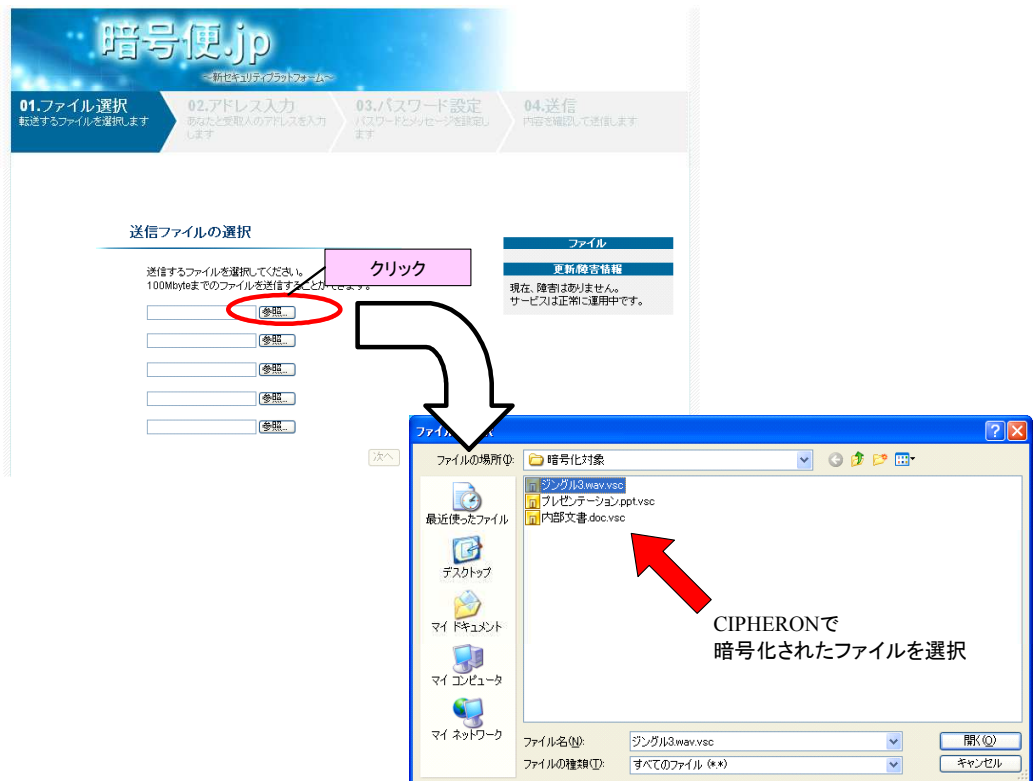 暗号便.jp
～新セキュリティプラットフォーム～
01.ファイル選択
転送するファイルを選択します
02.アドレス入力
あなたと受取人のアドレスを入力
します
03.パスワード設定
パスワードとメッセージを設定し
ます
04.送信
内容を確認して送信します
送信ファイルの選択
クリック
送信するファイルを選択してください。
100Mbyteまでのファイルを送信することができます。
参照...
参照...
参照...
参照...
参照...
次へ
ファイル
更新/障害情報
現在、障害はありません。
サービスは正常に運用中です。
ファイルの場所(I):
暗号化対象
最近使ったファイル
デスクトップ
マイ ドキュメント
マイ コンピュータ
マイ ネットワーク
ジングル3.wav.vsc
プレゼンテーション.ppt.vsc
内部文書.doc.vsc
CIPHERONで
暗号化されたファイルを選択
ファイル名(N):
ジングル3.wav.vsc
開く(O)
ファイルの種類(T):
すべてのファイル (*.*)
キャンセル